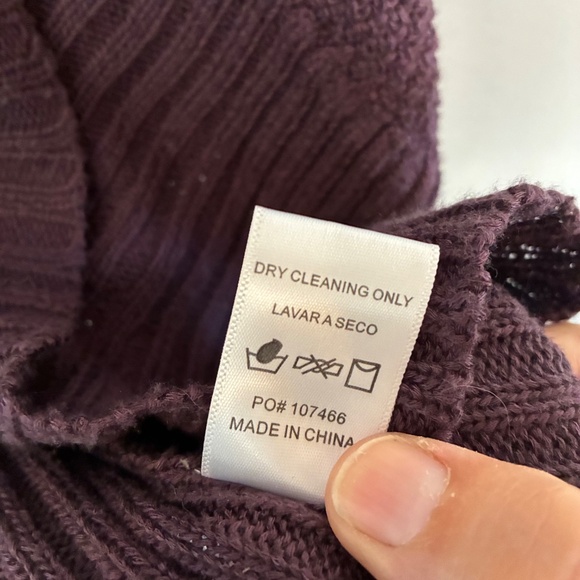 DRY CLEANING ONLY
LAVAR A SECO
PO# 107466
MADE IN CHINA